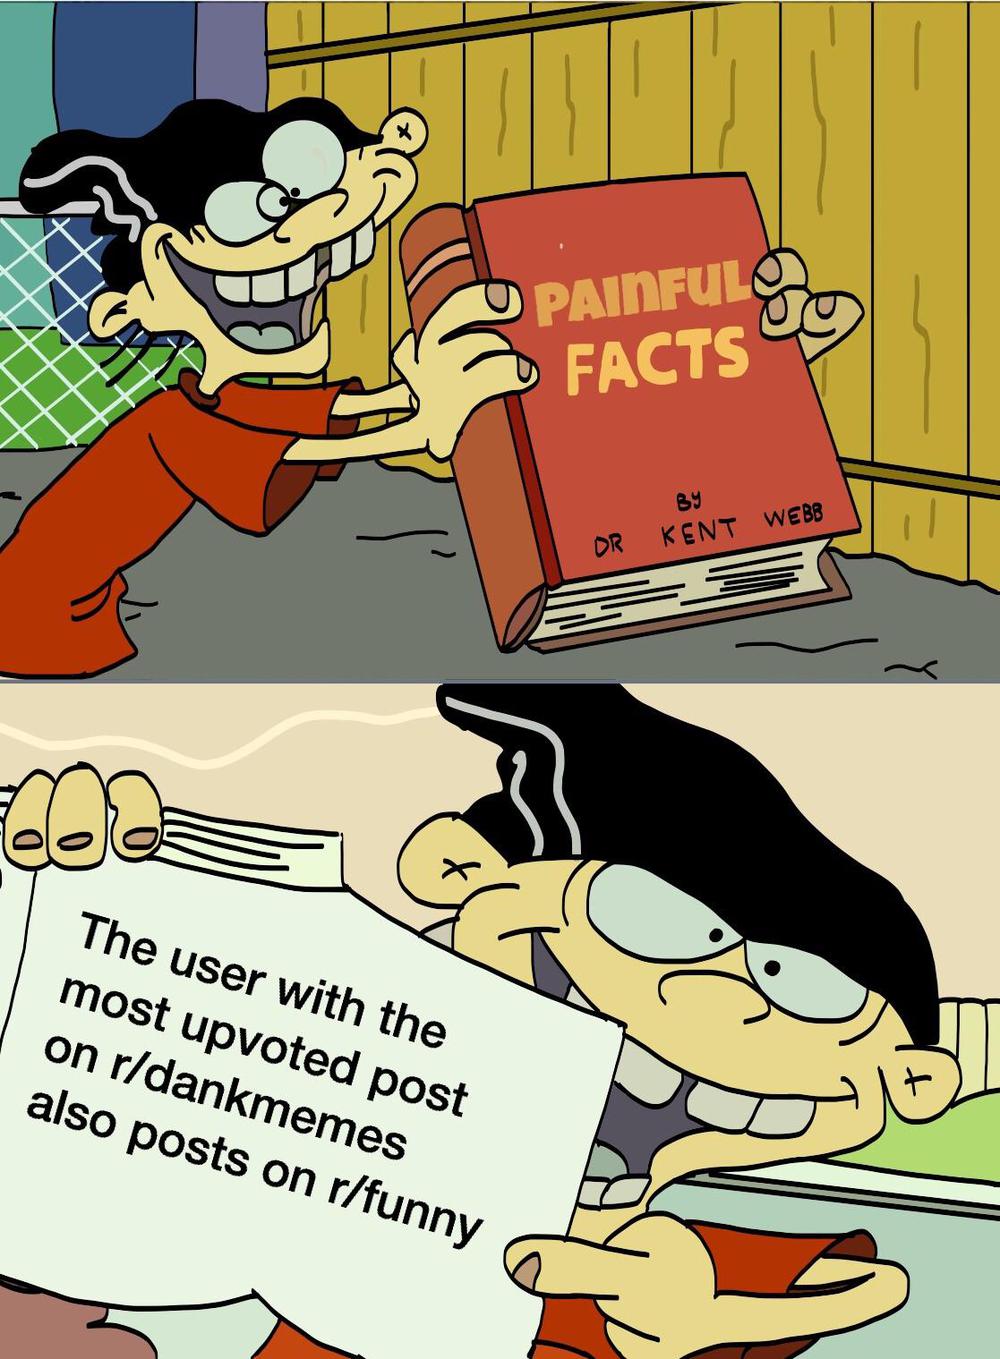 PAINFUL
FACTS
BY
DR KENT WEBB
The user with the
most upvoted post
on r/dankmemes
also posts on r/funny